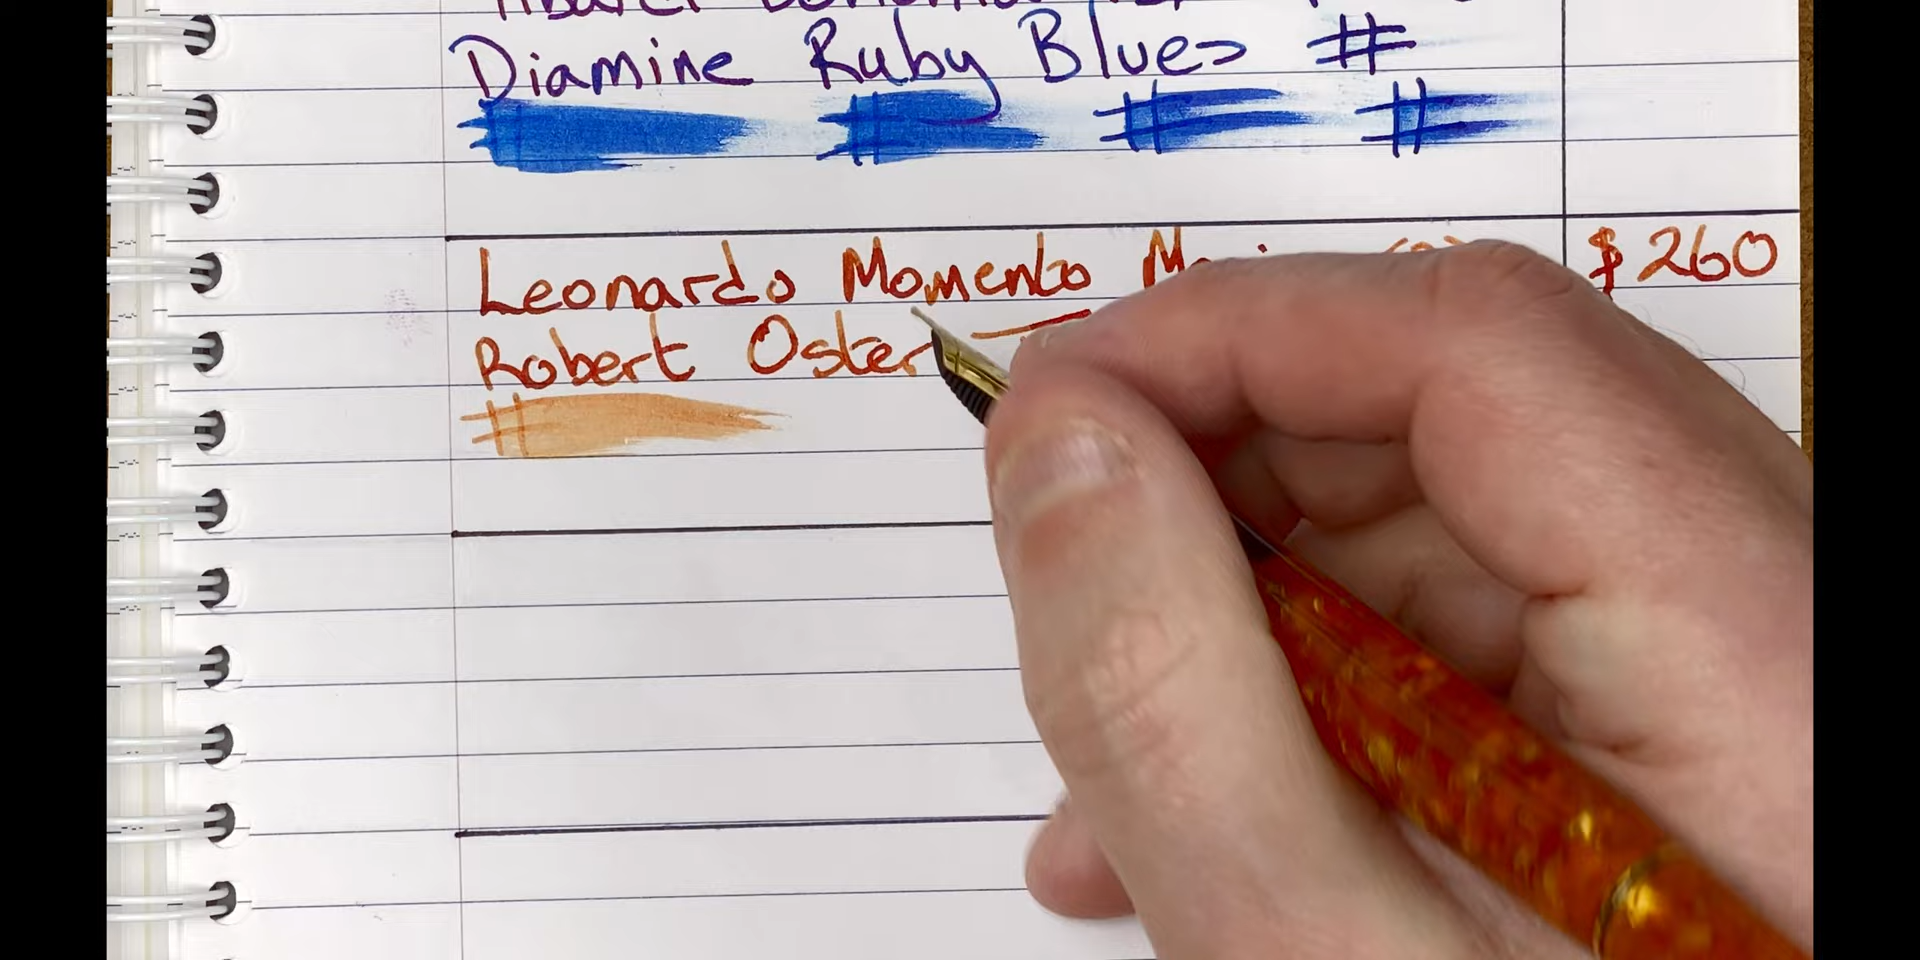 Diamine Ruby Blues #
# # # #
Leonardo Momento $260
Robert Oster
#